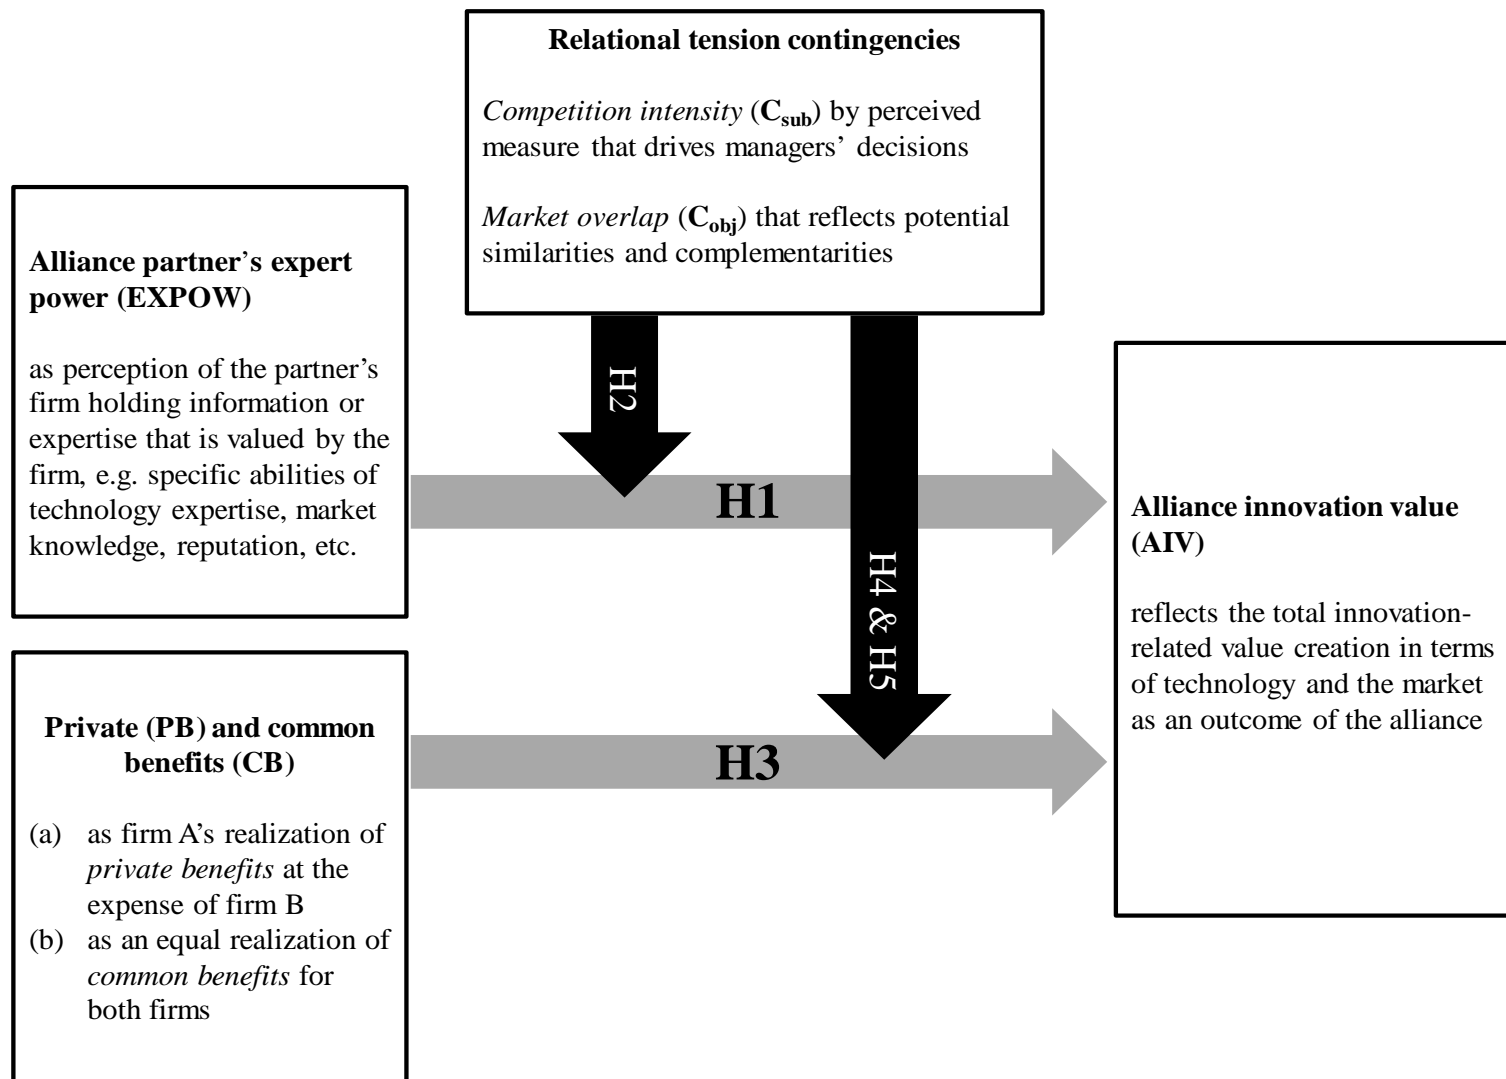 Relational tension contingencies
Competition intensity (Csub) by perceived
measure that drives managers’ decisions
Market overlap (Cobj) that reflects potential
similarities and complementarities
Alliance partner’s expert
power (EXPOW)
as perception of the partner’s
firm holding information or
expertise that is valued by the
firm, e.g. specific abilities of
technology expertise, market
knowledge, reputation, etc.
H2
H1
H4 & H5
H3
Private (PB) and common
benefits (CB)
(a) as firm A’s realization of
private benefits at the
expense of firm B
(b) as an equal realization of
common benefits for
both firms
Alliance innovation value
(AIV)
reflects the total innovation-
related value creation in terms
of technology and the market
as an outcome of the alliance